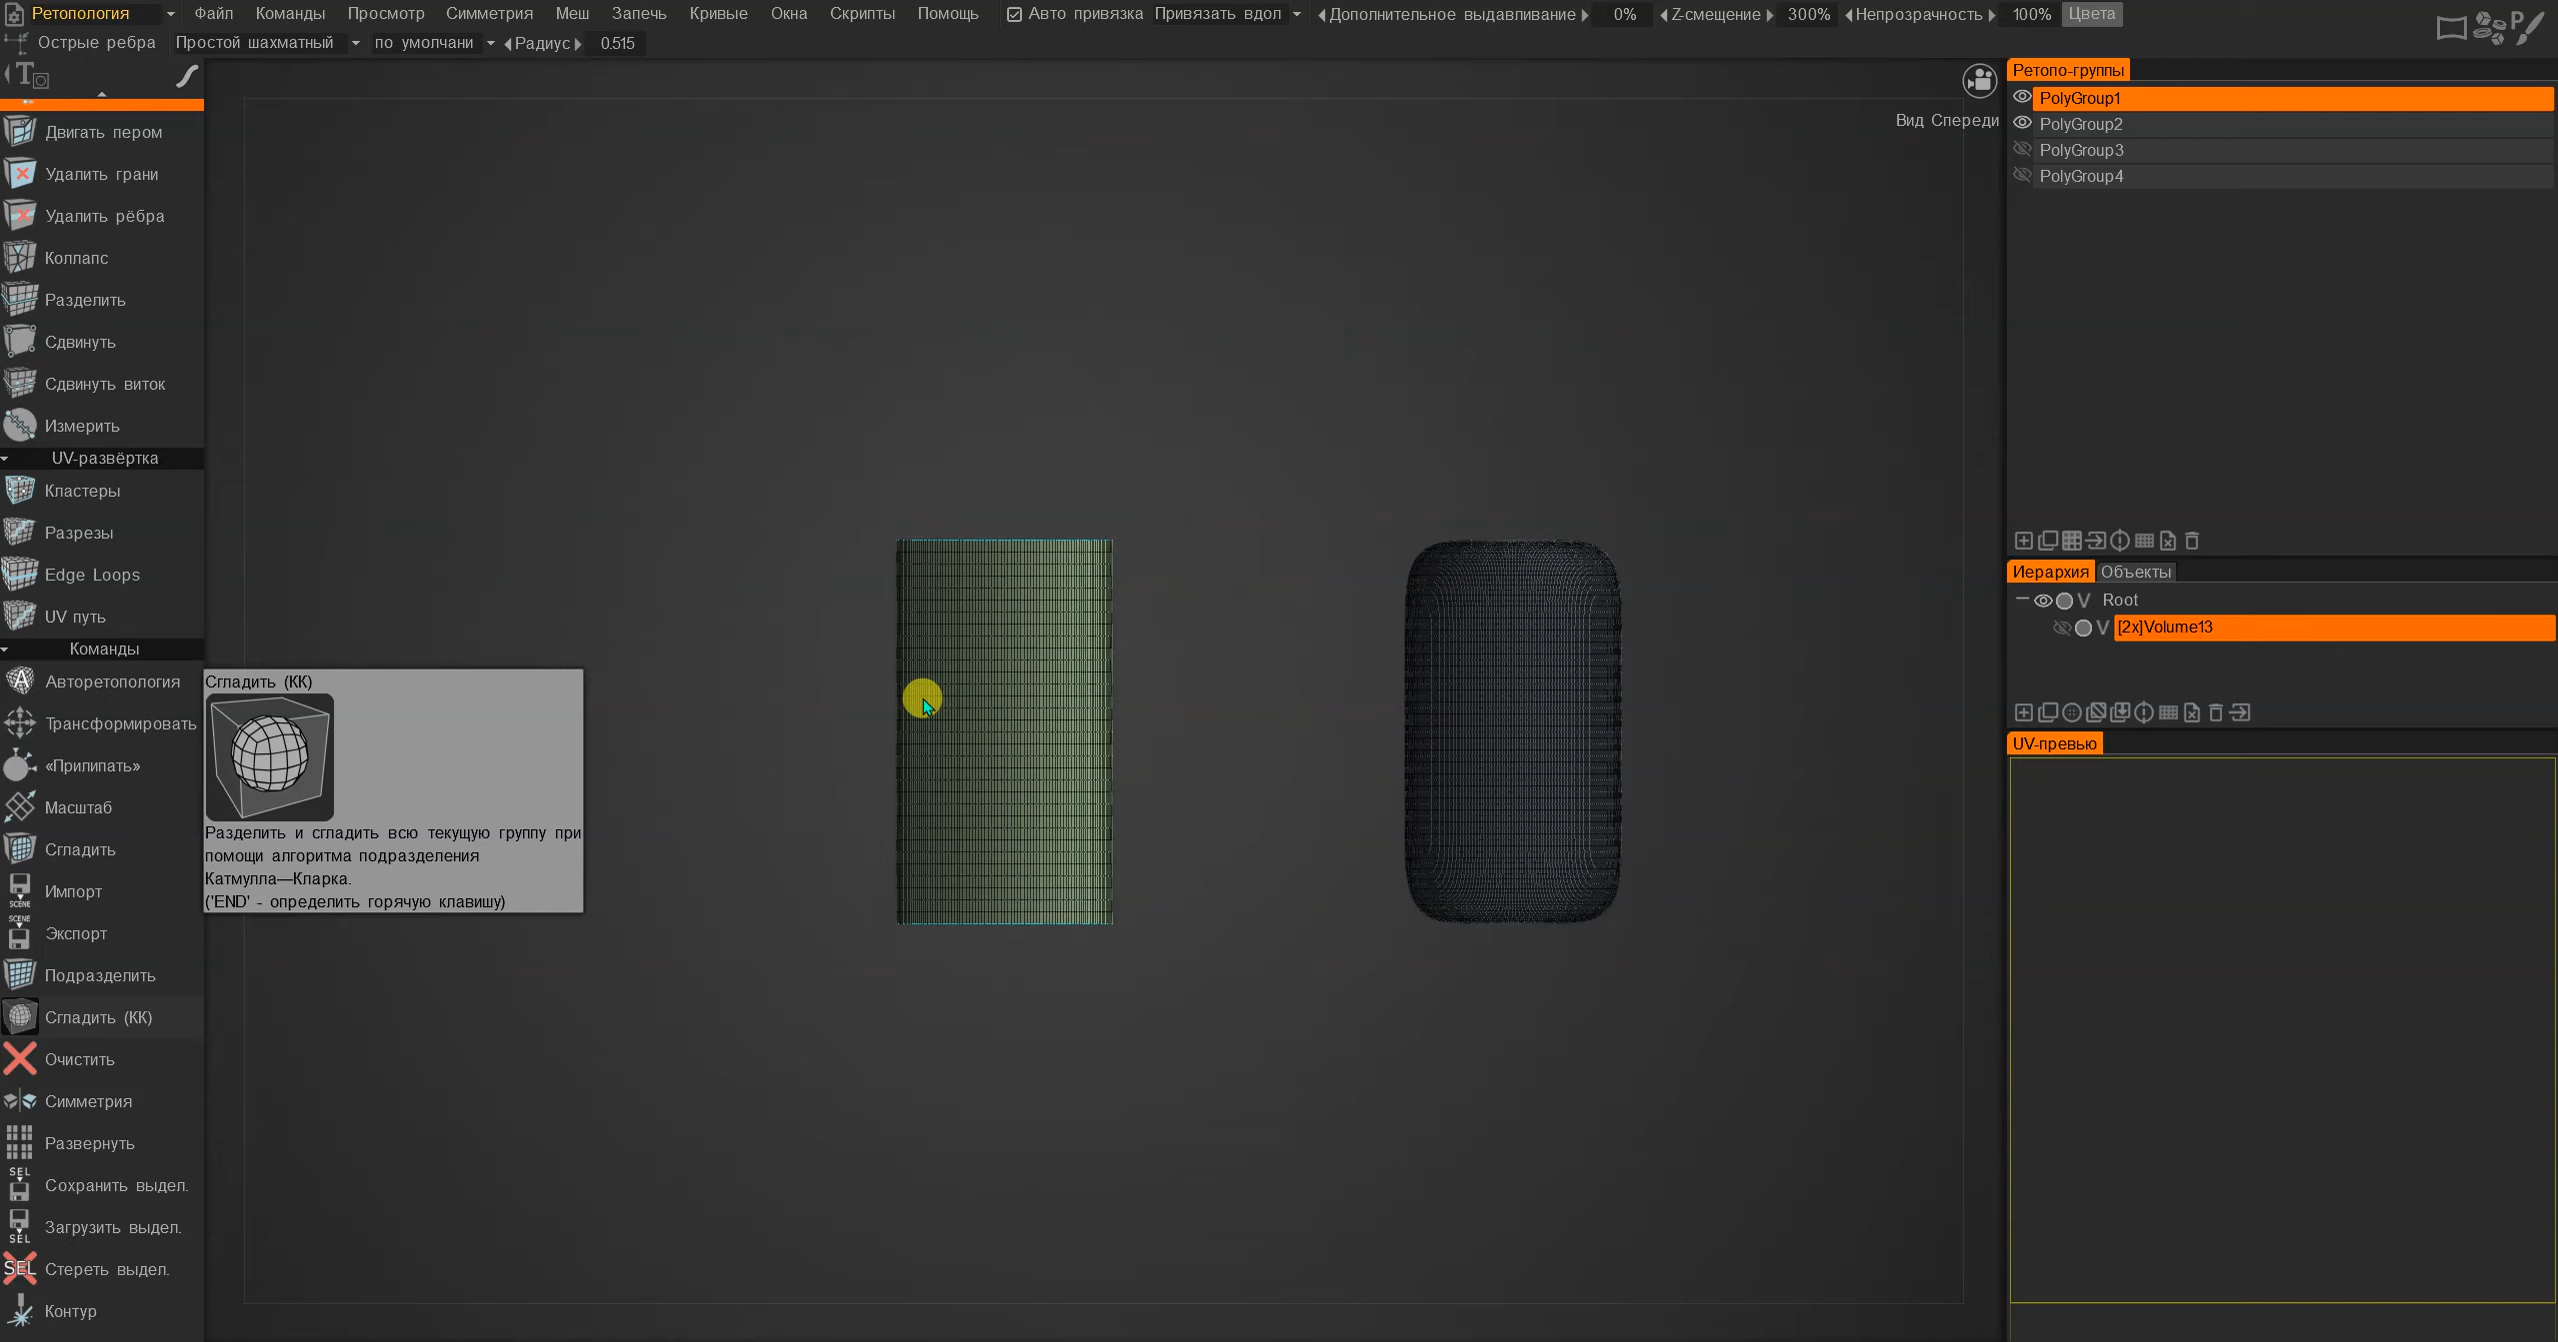 Ретопология Файл Команды Просмотр Симметрия Меш Запечь Кривые Окна Скрипты Помощь Авто привязка Привязать вдол Дополнительное выдавливание 0% Z-смещение 300% Непрозрачность 100% Цвета
Острые ребра Простой шахматный по умолчани Радиус 0.515
Вид Спереди
Двигать пером
Удалить грани
Удалить рёбра
Коллапс
Разделить
Сдвинуть
Сдвинуть виток
Измерить
UV-развёртка
Кластеры
Разрезы
Edge Loops
UV путь
Команды
Авторетопология
Трансформировать
«Прилипать»
Масштаб
Сгладить
SCENE
Импорт
SCENE
Экспорт
Подразделить
Сгладить (КК)
Очистить
Симметрия
Развернуть
SEL
Сохранить выдел.
Загрузить выдел.
SEL
SEL
Стереть выдел.
Контур
Сгладить (КК)
Разделить и сгладить всю текущую группу при
помощи алгоритма подразделения
Катмулла—Кларка.
('END' - определить горячую клавишу)
Ретопо-группы
PolyGroup1
PolyGroup2
PolyGroup3
PolyGroup4
Иерархия Объекты
V Root
V [2x]Volume13
UV-превью